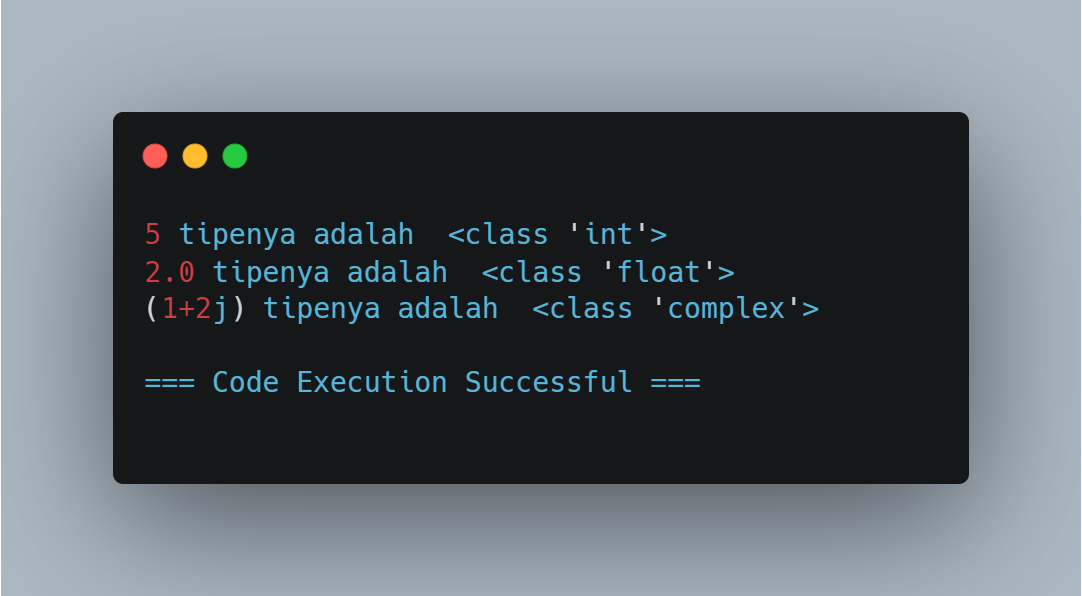 5 tipenya adalah  <class 'int'>
2.0 tipenya adalah  <class 'float'>
(1+2j) tipenya adalah  <class 'complex'>
=== Code Execution Successful ===